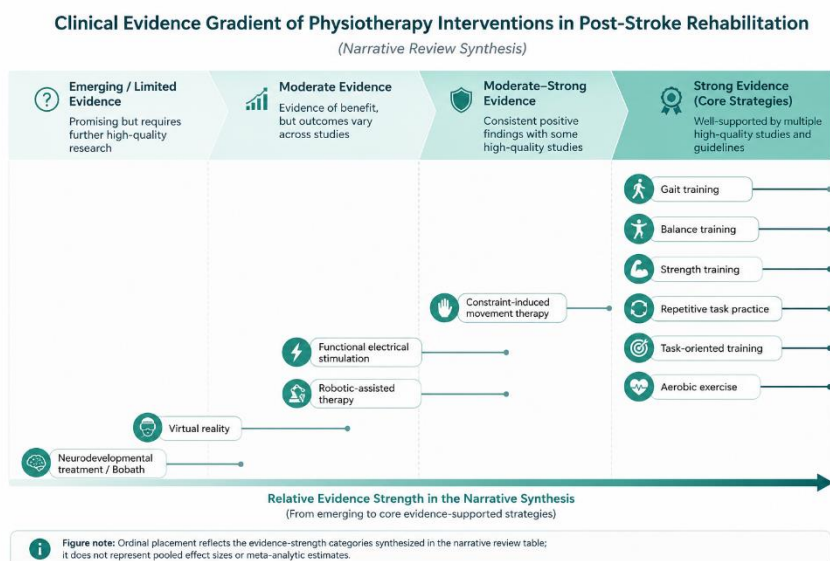 Clinical Evidence Gradient of Physiotherapy Interventions in Post-Stroke Rehabilitation
(Narrative Review Synthesis)
Emerging / Limited
Evidence
Promising but requires
further high-quality
research
Moderate Evidence
Evidence of benefit,
but outcomes vary
across studies
Moderate–Strong
Evidence
Consistent positive
findings with some
high-quality studies
Strong Evidence
(Core Strategies)
Well-supported by multiple
high-quality studies and
guidelines
Gait training
Balance training
Strength training
Constraint-induced
movement therapy
Repetitive task practice
Functional electrical
stimulation
Task-oriented training
Robotic-assisted
therapy
Aerobic exercise
Virtual reality
Neurodevelopmental
treatment / Bobath
Relative Evidence Strength in the Narrative Synthesis
(From emerging to core evidence-supported strategies)
Figure note: Ordinal placement reflects the evidence-strength categories synthesized in the narrative review table;
it does not represent pooled effect sizes or meta-analytic estimates.